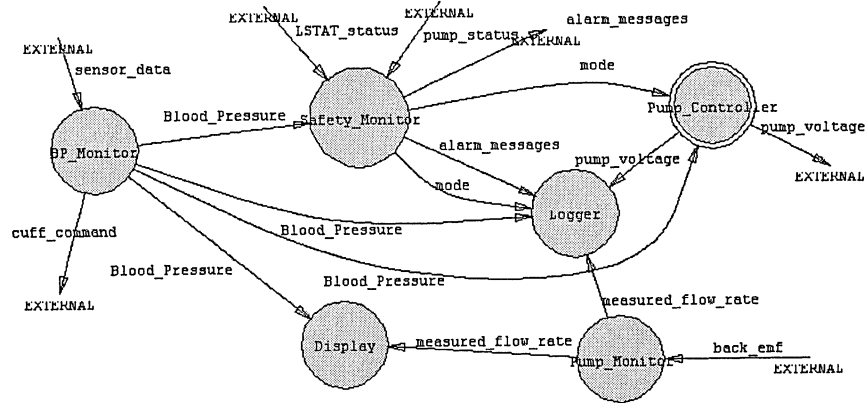 EXTERNAL
EXTERNAL
alarm_messages
LSTAT_status
pump_status
EXTERNAL
EXTERNAL
sensor_data
mode
Blood_Pressure
Safety_Monitor
Pump_Controller
pump_voltage
BP_Monitor
alarm_messages
pump_voltage
EXTERNAL
mode
Logger
cuff_command
Blood_Pressure
Blood_Pressure
Blood_Pressure
EXTERNAL
measured_flow_rate
Display
measured_flow_rate
back_emf
Pump_Monitor
EXTERNAL